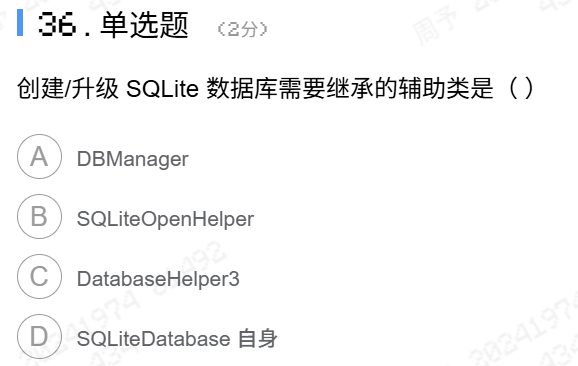 36.单选题 (2分)
创建/升级 SQLite 数据库需要继承的辅助类是（ ）
A DBManager
B SQLiteOpenHelper
C DatabaseHelper3
D SQLiteDatabase 自身